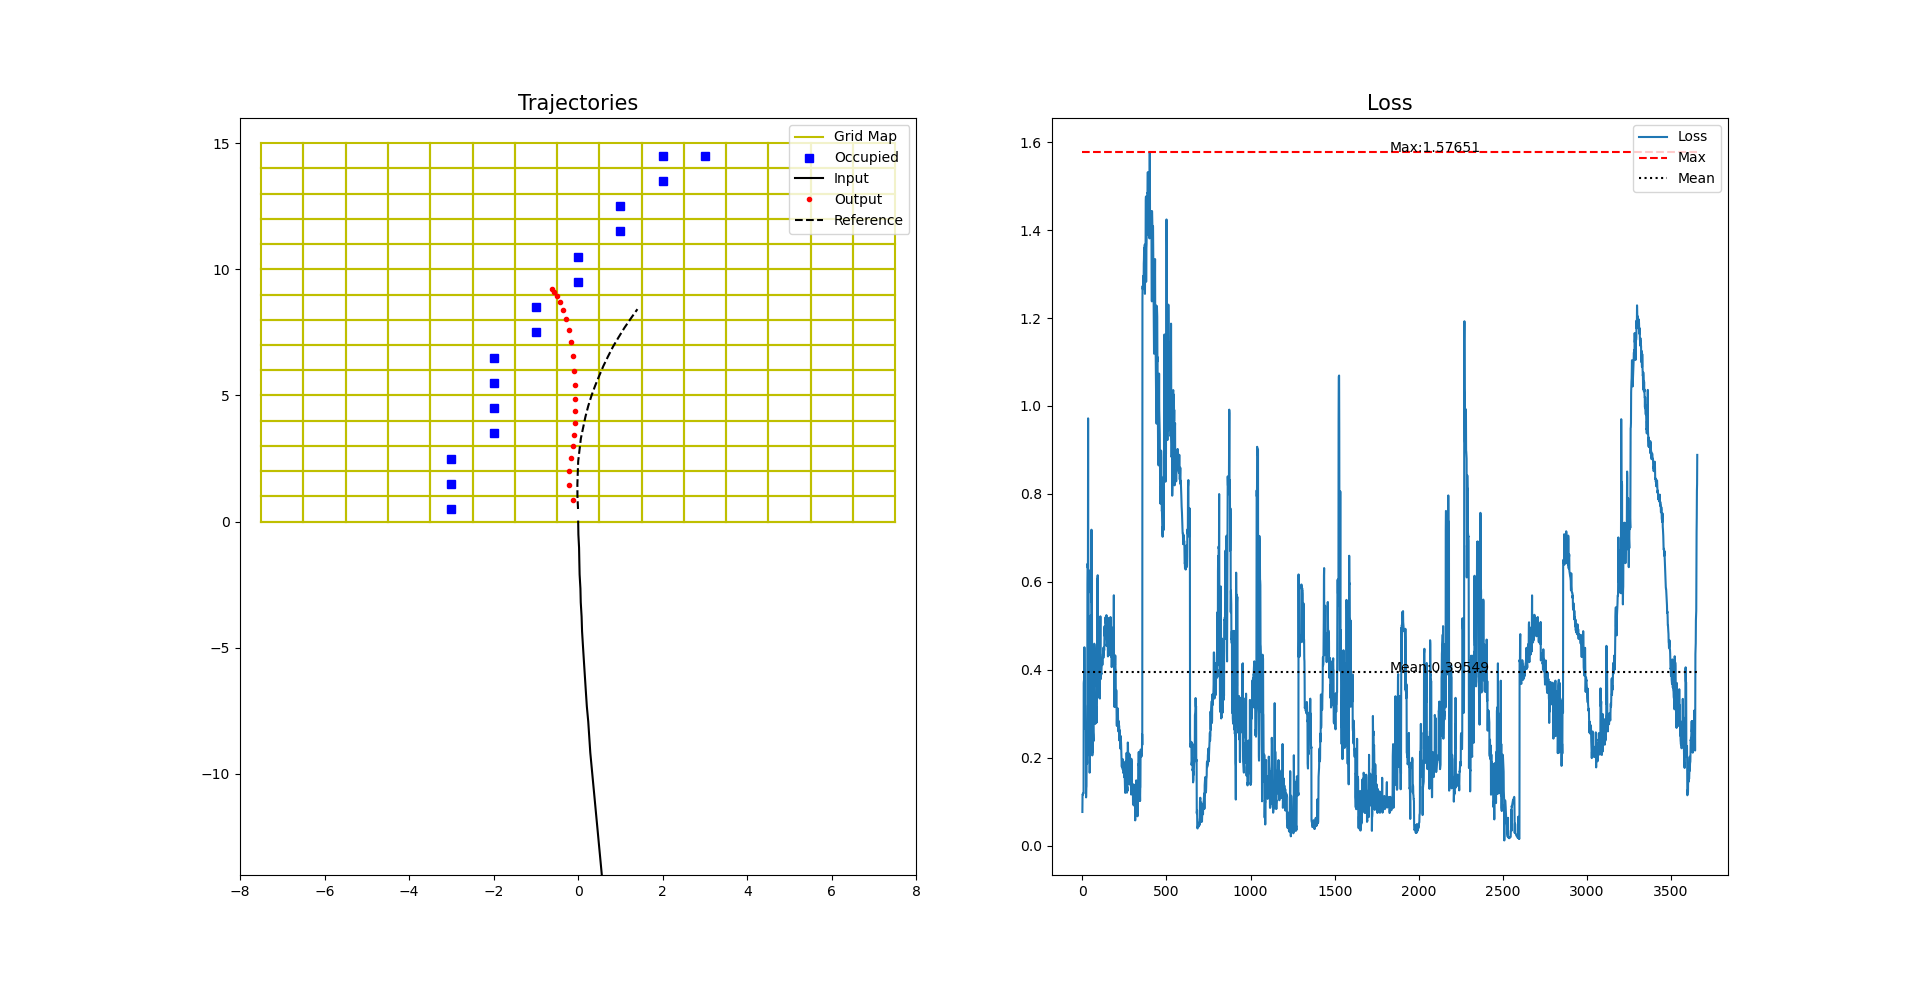 Trajectories
15
10
5
0
−5
−10
−8
−6
−4
−2
0
2
4
6
8
Grid Map
Occupied
Input
Output
Reference
Loss
1.6
1.4
1.2
1.0
0.8
0.6
0.4
0.2
0.0
0
500
1000
1500
2000
2500
3000
3500
Max:1.57651
Mean:0.39549
Loss
Max
Mean